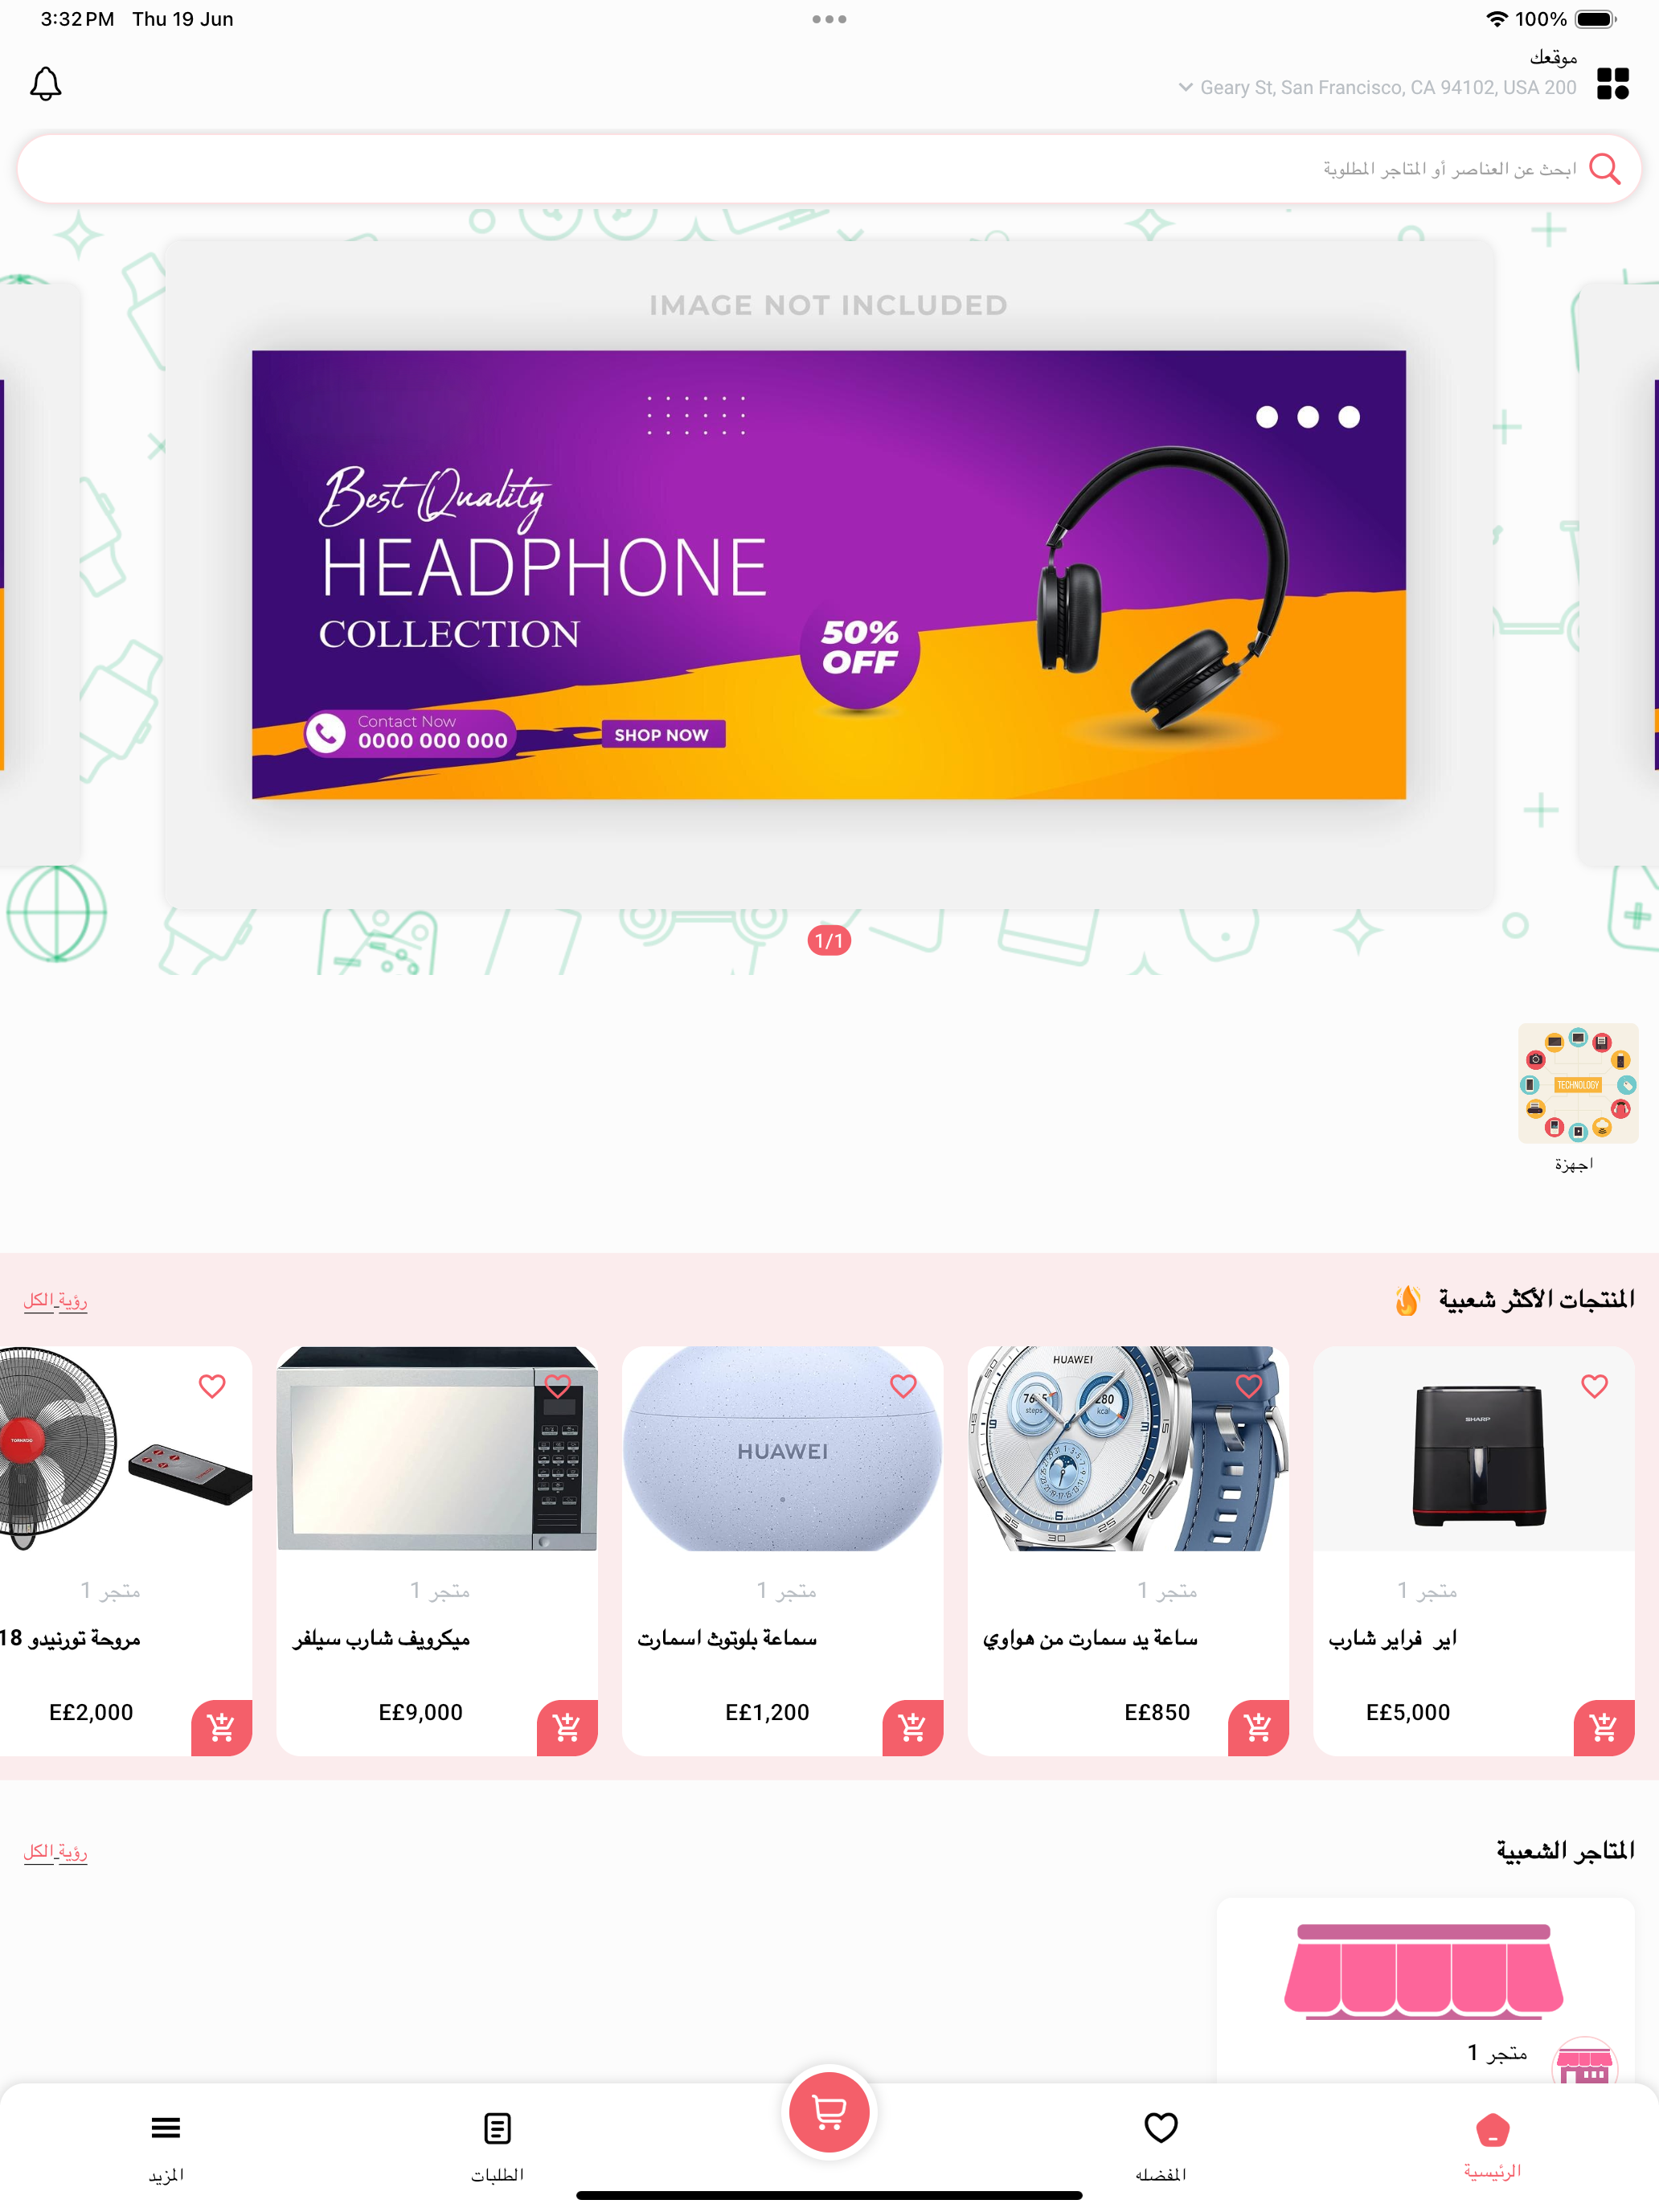 3:32 PM Thu 19 Jun
100%
موقعك
Geary St, San Francisco, CA 94102, USA 200
ابحث عن العناصر أو المتاجر المطلوبة
IMAGE NOT INCLUDED
Best Quality
HEADPHONE
COLLECTION
50%
OFF
Contact Now
0000 000 000
SHOP NOW
1/1
TECHNOLOGY
اجهزة
المنتجات الأكثر شعبية
رؤية الكل
SHARP
متجر 1
اير فراير شارب
E£5,000
HUAWEI
steps
280
kcal
متجر 1
ساعة يد سمارت من هواوي
E£850
HUAWEI
متجر 1
سماعة بلوتوث اسمارت
E£1,200
متجر 1
ميكرويف شارب سيلفر
E£9,000
TORNADO
متجر 1
مروحة تورنيدو 18
E£2,000
المتاجر الشعبية
رؤية الكل
متجر 1
الرئيسية
المفضله
الطلبات
المزيد